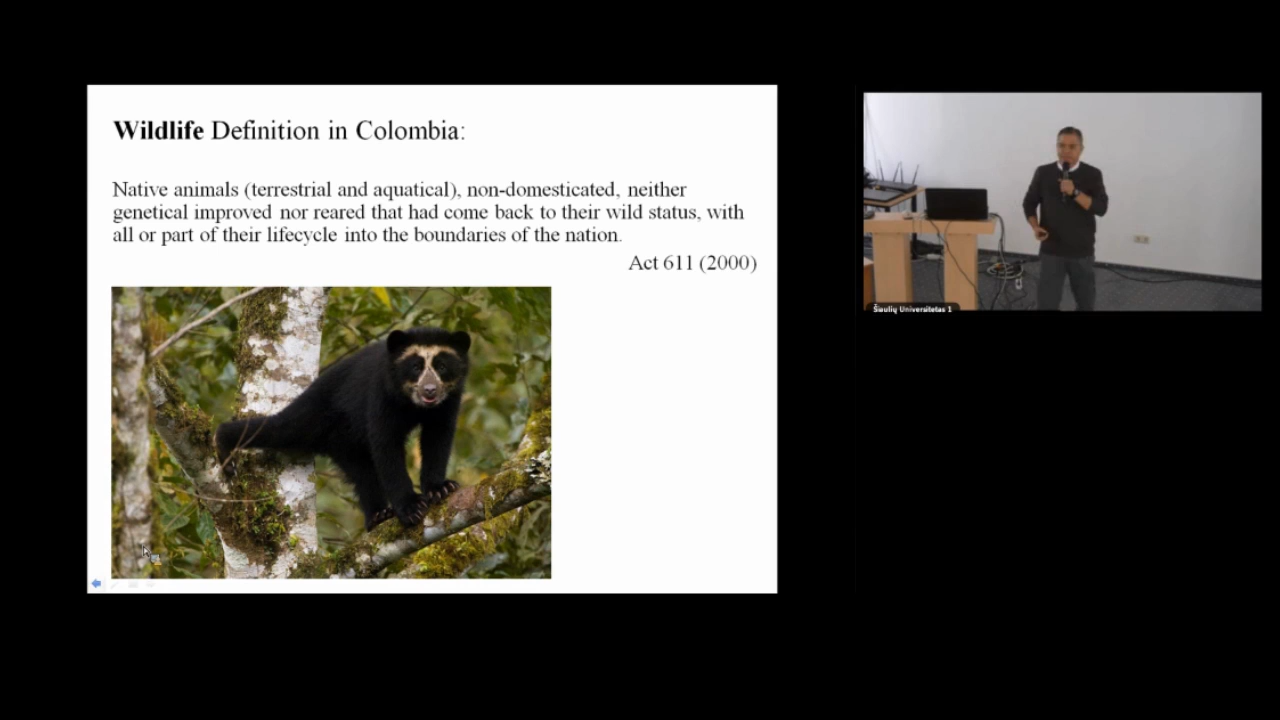 Wildlife Definition in Colombia:
Native animals (terrestrial and aquatical), non-domesticated, neither
genetical improved nor reared that had come back to their wild status, with
all or part of their lifecycle into the boundaries of the nation.
Act 611 (2000)
Šiaulių Universitetas 1